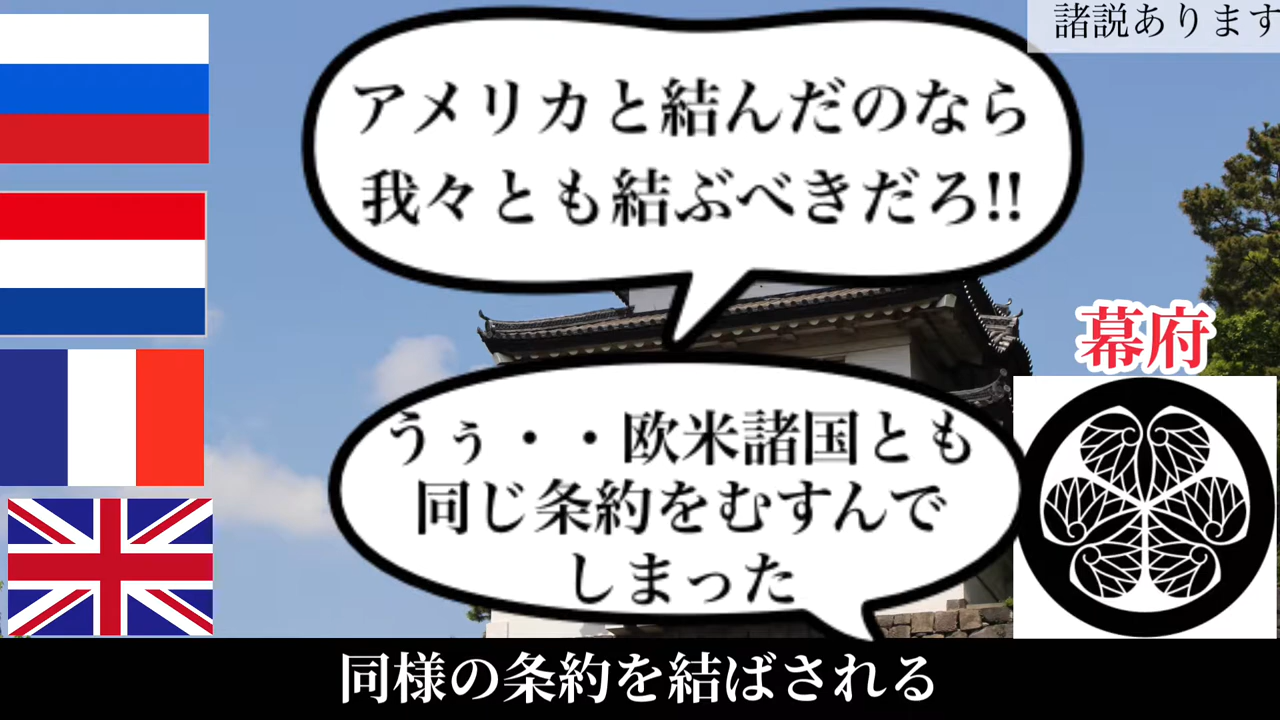 諸説あります
アメリカと結んだのなら
我々とも結ぶべきだろ!!
幕府
うぅ・・欧米諸国とも
同じ条約をむすんで
しまった
同様の条約を結ばされる